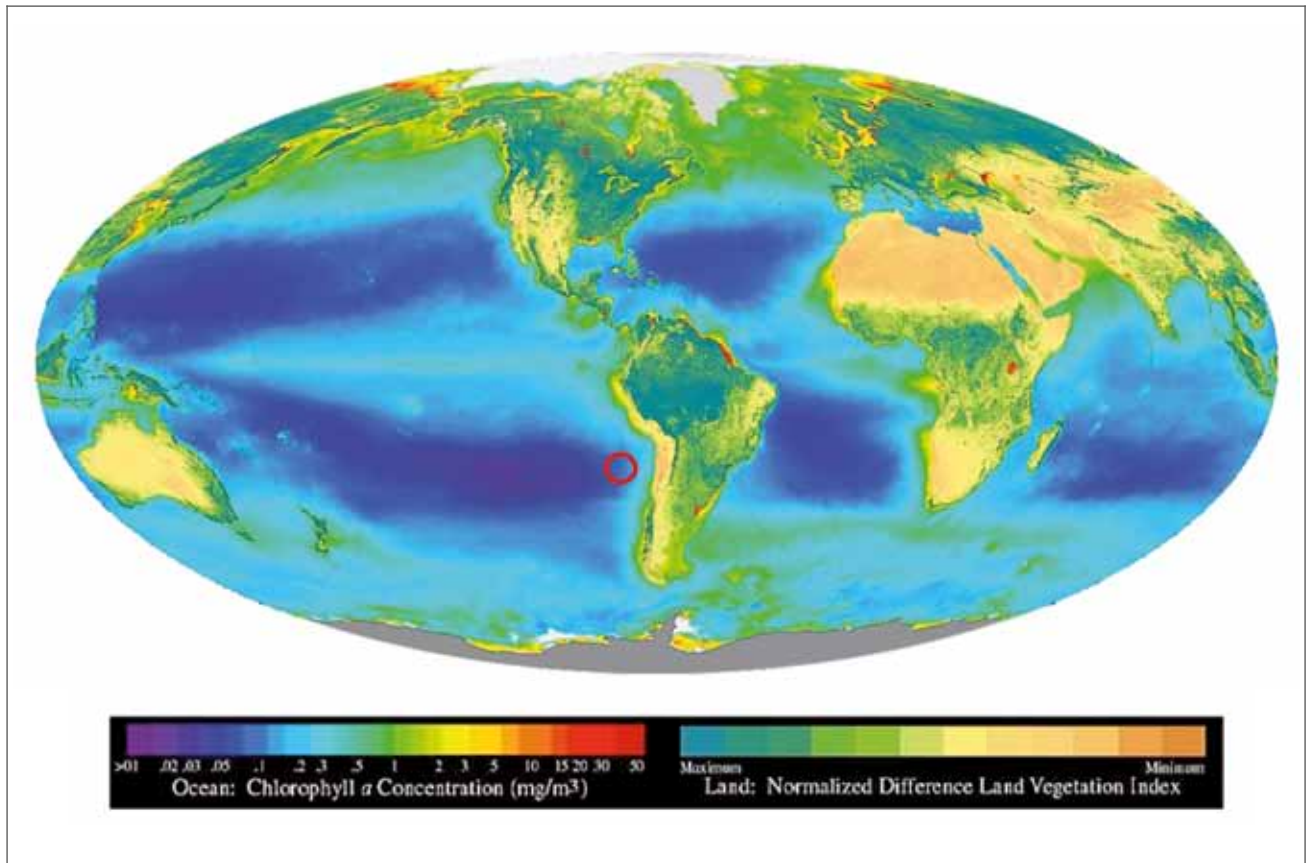 >01 .02 .03 .05 .1 .2 .3 .5 1 2 3 5 10 15 20 30 50
Ocean: Chlorophyll a Concentration (mg/m³)
Maximum Minimum
Land: Normalized Difference Land Vegetation Index